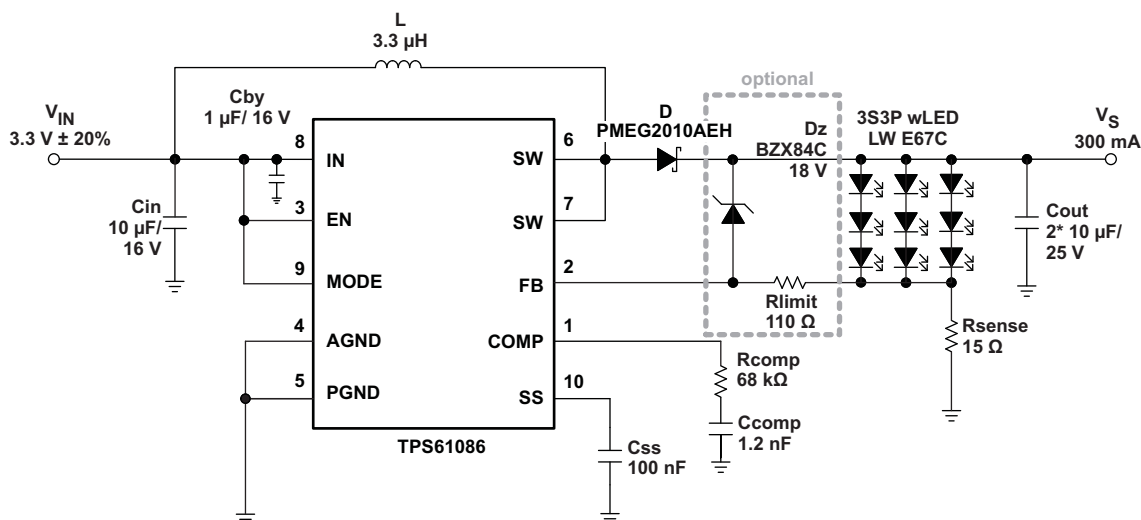 L
3.3 µH
optional
Cby
1 µF/ 16 V
VIN
3.3 V ± 20%
D
PMEG2010AEH
Dz
BZX84C
18 V
3S3P wLED
LW E67C
VS
300 mA
8
IN
SW
6
3
EN
SW
7
Cin
10 µF/
16 V
Cout
2* 10 µF/
25 V
9
MODE
FB
2
Rlimit
110 Ω
4
AGND
COMP
1
Rsense
15 Ω
Rcomp
68 kΩ
5
PGND
SS
10
Ccomp
1.2 nF
TPS61086
Css
100 nF